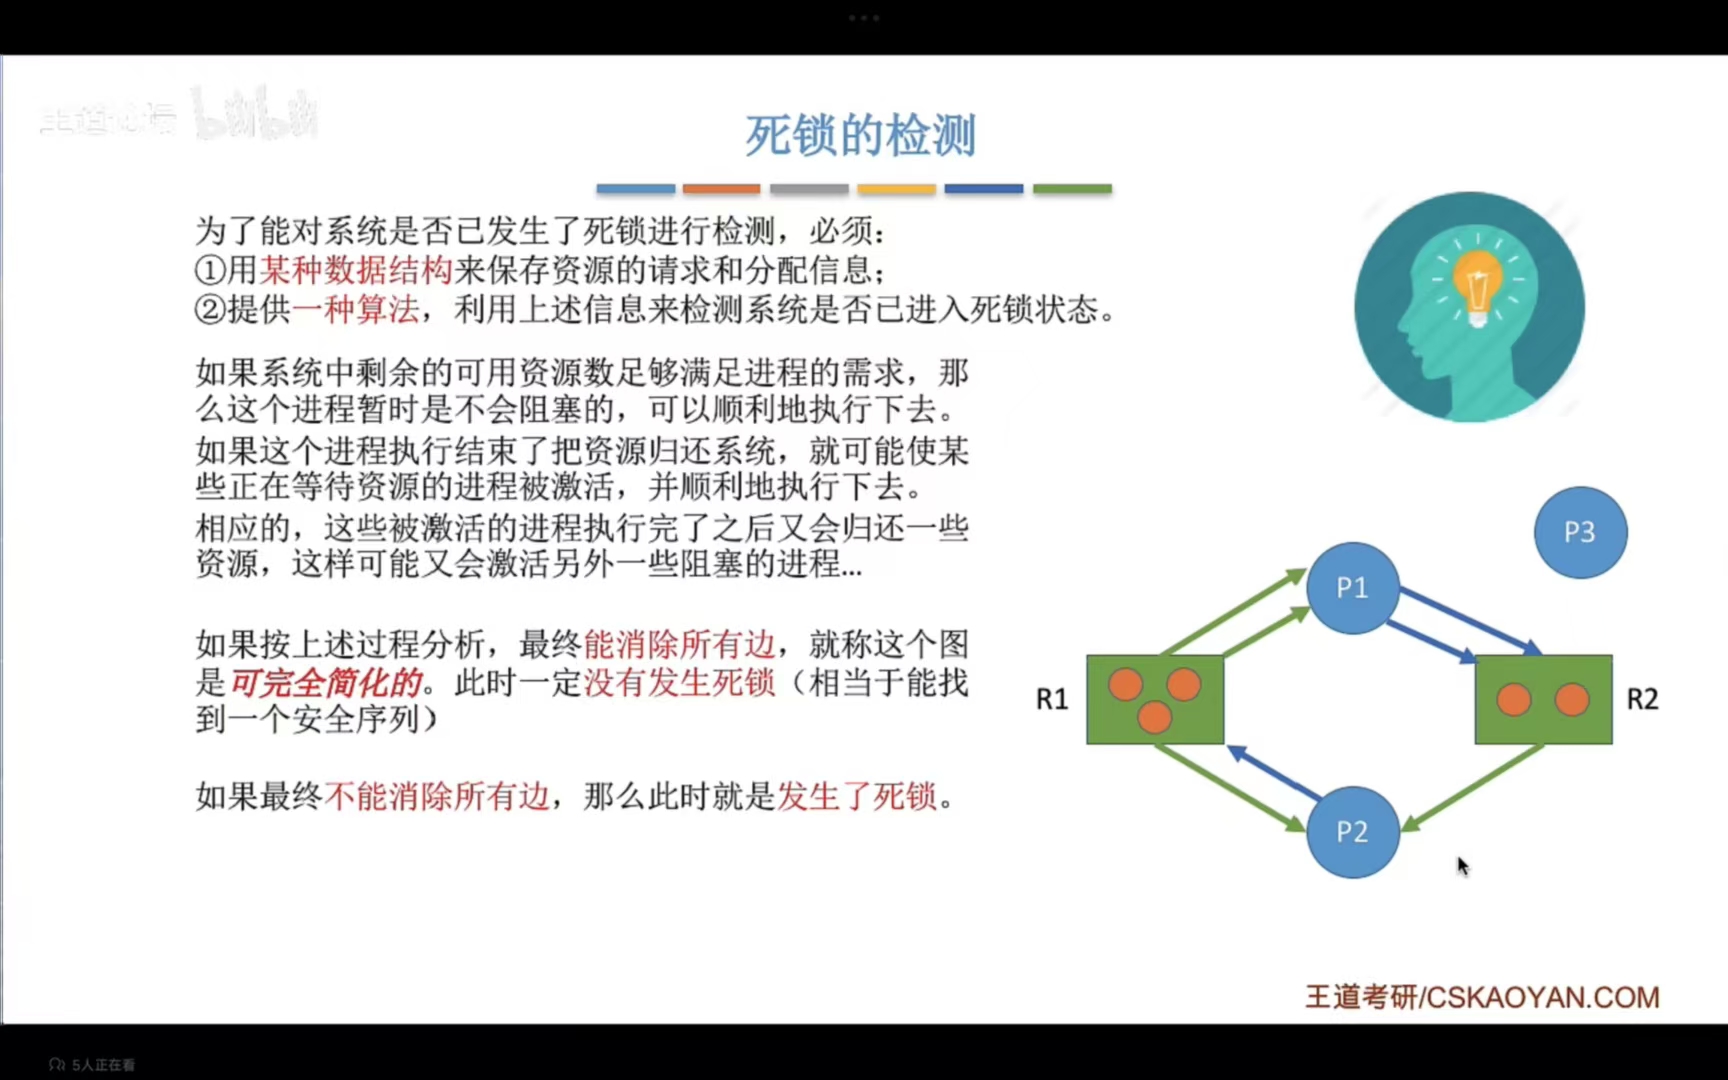 王道论坛 bilibili
死锁的检测
为了能对系统是否已发生了死锁进行检测，必须：
①用某种数据结构来保存资源的请求和分配信息；
②提供一种算法，利用上述信息来检测系统是否已进入死锁状态。
如果系统中剩余的可用资源数足够满足进程的需求，那
么这个进程暂时是不会阻塞的，可以顺利地执行下去。
如果这个进程执行结束了把资源归还系统，就可能使某
些正在等待资源的进程被激活，并顺利地执行下去。
相应的，这些被激活的进程执行完了之后又会归还一些
资源，这样可能又会激活另外一些阻塞的进程...
如果按上述过程分析，最终能消除所有边，就称这个图
是可完全简化的。此时一定没有发生死锁（相当于能找
到一个安全序列）
如果最终不能消除所有边，那么此时就是发生了死锁。
P3
P1
R1
R2
P2
王道考研/CSKAOYAN.COM
5人正在看